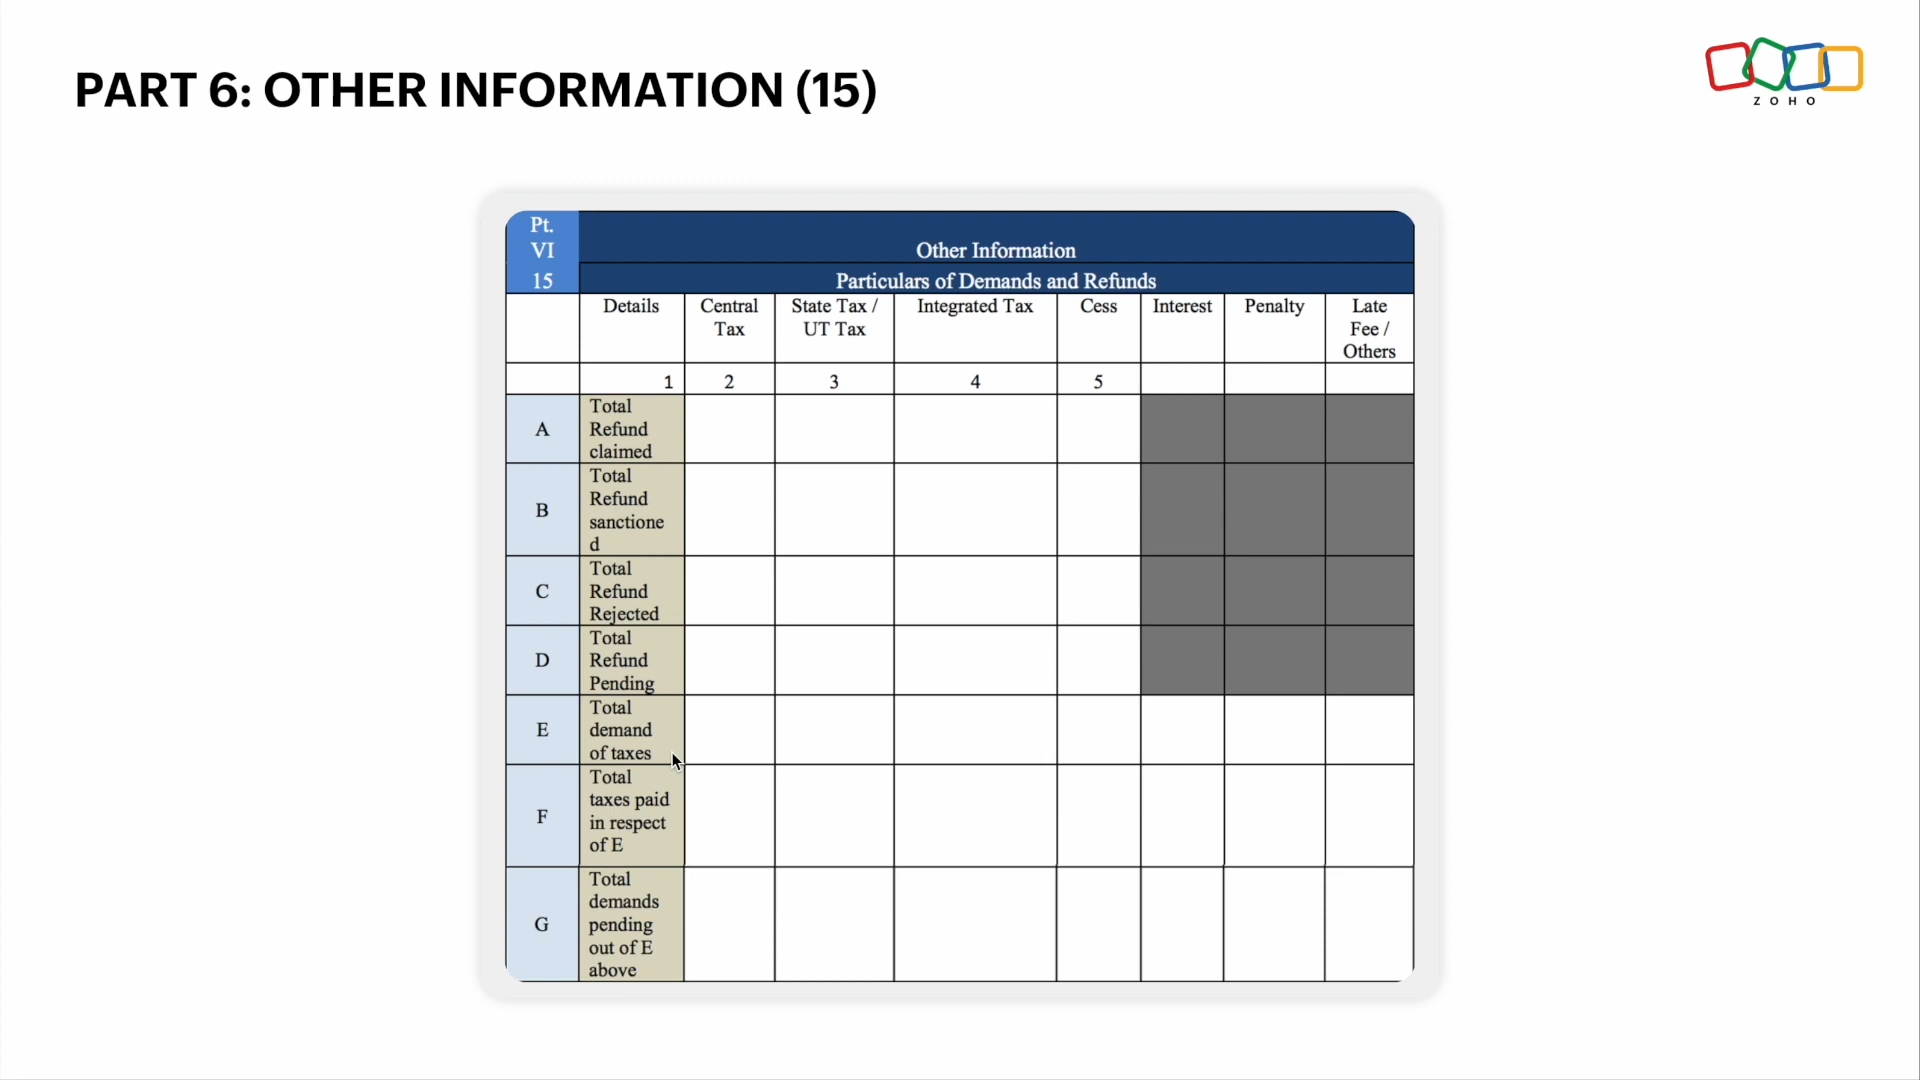 PART 6: OTHER INFORMATION (15)
ZOHO
Pt.
VI
Other Information
15
Particulars of Demands and Refunds
Details
Central
Tax
State Tax /
UT Tax
Integrated Tax
Cess
Interest
Penalty
Late
Fee /
Others
1
2
3
4
5
A
Total
Refund
claimed
B
Total
Refund
sanctione
d
C
Total
Refund
Rejected
D
Total
Refund
Pending
E
Total
demand
of taxes
F
Total
taxes paid
in respect
of E
G
Total
demands
pending
out of E
above